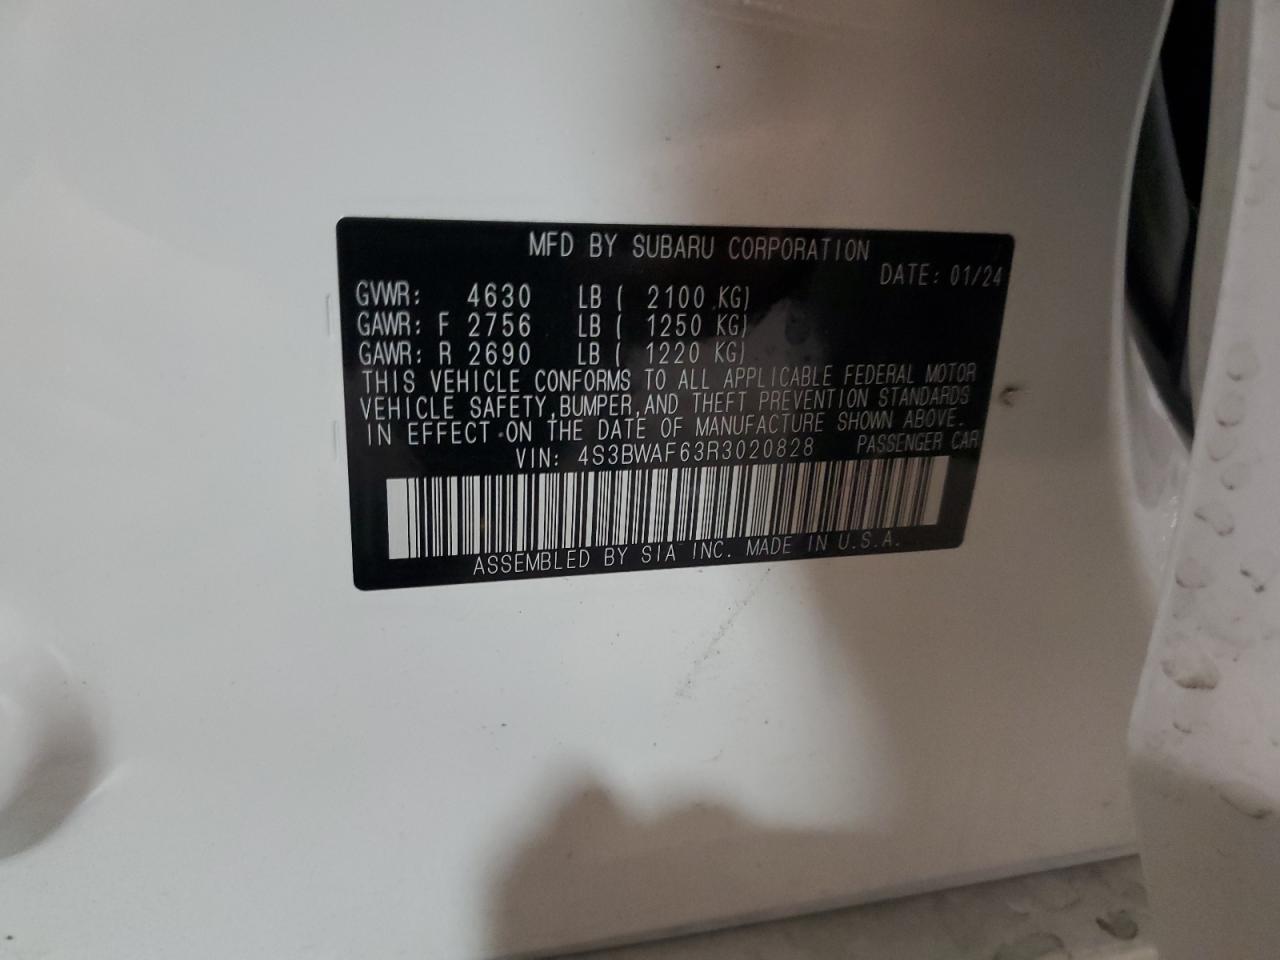 MFD BY SUBARU CORPORATION
DATE: 01/24
GVWR: 4630 LB ( 2100 KG)
GAWR: F 2756 LB ( 1250 KG)
GAWR: R 2690 LB ( 1220 KG)
THIS VEHICLE CONFORMS TO ALL APPLICABLE FEDERAL MOTOR
VEHICLE SAFETY, BUMPER, AND THEFT PREVENTION STANDARDS
IN EFFECT ON THE DATE OF MANUFACTURE SHOWN ABOVE.
VIN: 4S3BWAF63R3020828 PASSENGER CAR
ASSEMBLED BY SIA INC. MADE IN U.S.A.